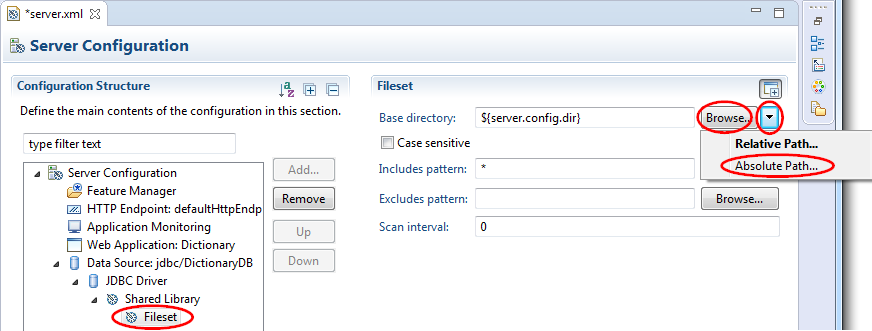 *server.xml
Server Configuration
Configuration Structure
Define the main contents of the configuration in this section.
type filter text
Server Configuration
Feature Manager
HTTP Endpoint: defaultHttpEndp
Application Monitoring
Web Application: Dictionary
Data Source: jdbc/DictionaryDB
JDBC Driver
Shared Library
Fileset
Add...
Remove
Up
Down
Fileset
Base directory: ${server.config.dir} Browse...
Relative Path...
Absolute Path...
Case sensitive
Includes pattern: *
Excludes pattern: Browse...
Scan interval: 0